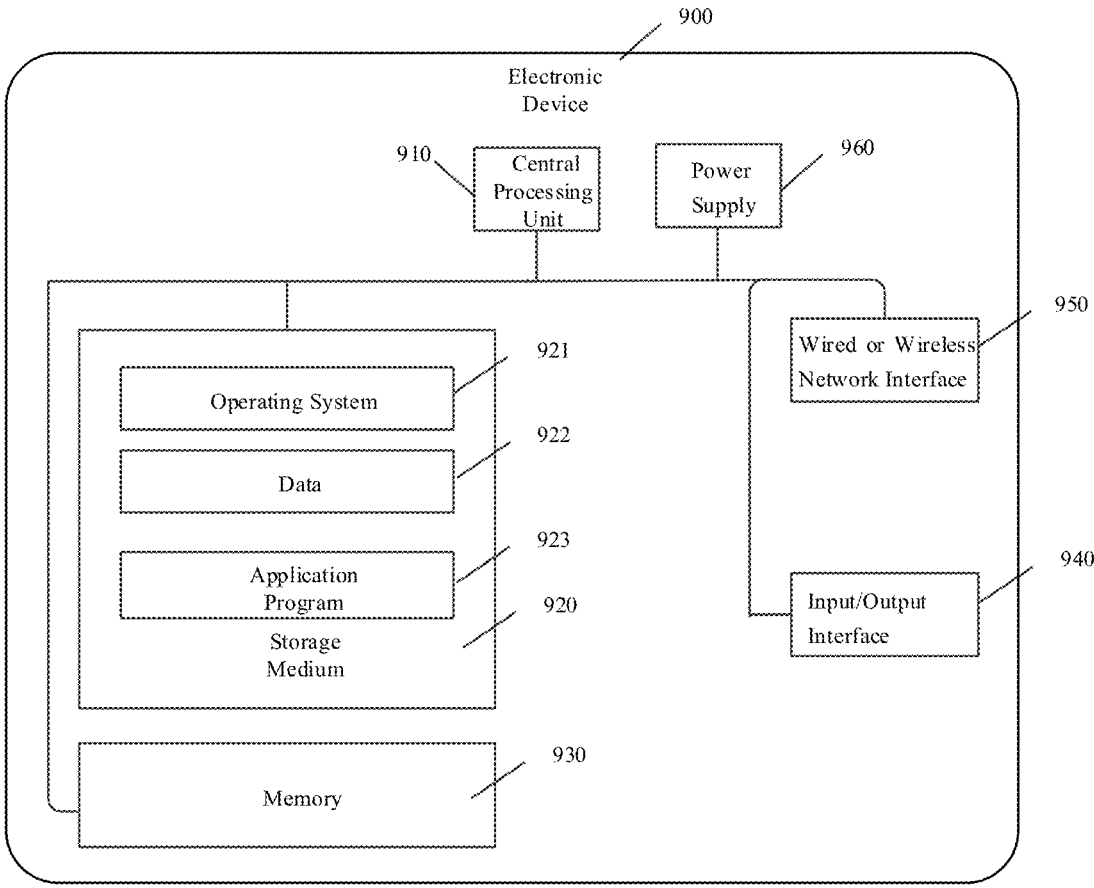 900
Electronic
Device
910
Central
Processing
Unit
Power
Supply
960
950
Wired or Wireless
Network Interface
921
Operating System
922
Data
923
Application
Program
920
Storage
Medium
940
Input/Output
Interface
930
Memory